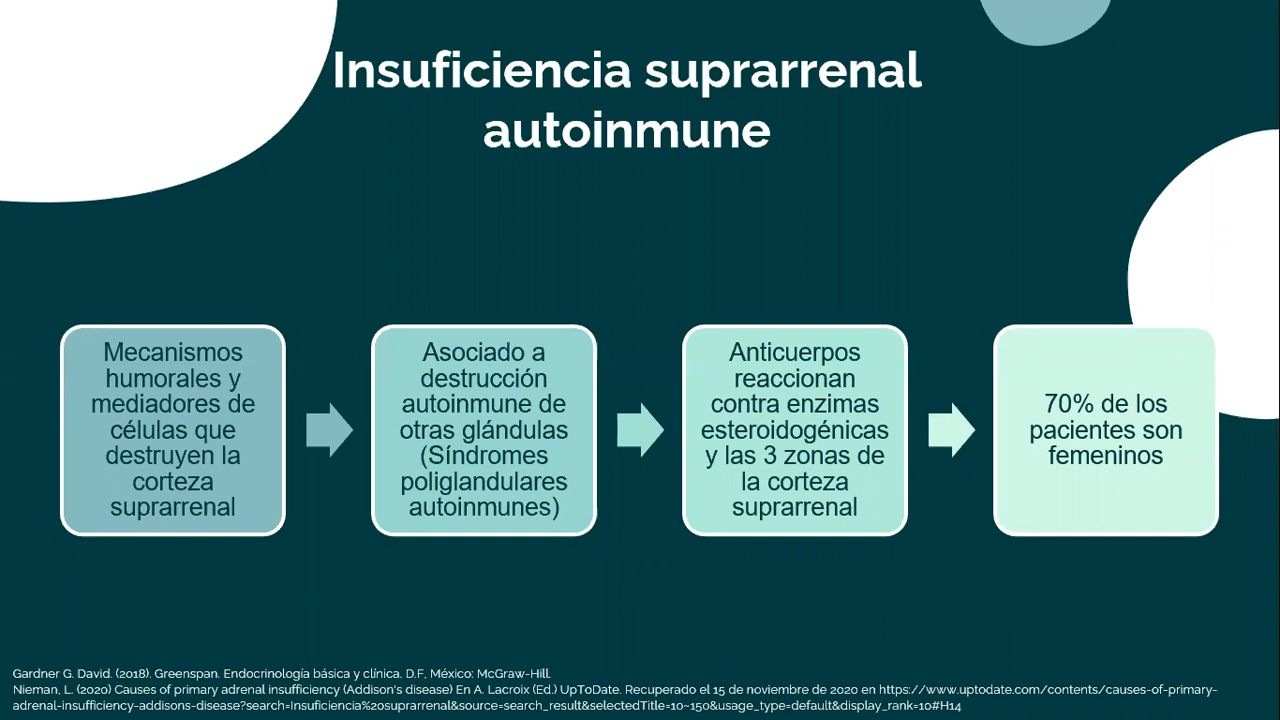 Insuficiencia suprarrenal
autoinmune
Mecanismos
humorales y
mediadores de
células que
destruyen la
corteza
suprarrenal
Asociado a
destrucción
autoinmune de
otras glándulas
(Síndromes
poliglandulares
autoinmunes)
Anticuerpos
reaccionan
contra enzimas
esteroidogénicas
y las 3 zonas de
la corteza
suprarrenal
70% de los
pacientes son
femeninos
Gardner G. David. (2018). Greenspan. Endocrinología básica y clínica. D.F, México: McGraw-Hill.
Nieman, L. (2020) Causes of primary adrenal insufficiency (Addison's disease) En A. Lacroix (Ed.) UpToDate. Recuperado el 15 de noviembre de 2020 en https://www.uptodate.com/contents/causes-of-primary-
adrenal-insufficiency-addisons-disease?search=Insuficiencia%20suprarrenal&source=search_result&selectedTitle=10~150&usage_type=default&display_rank=10#H14